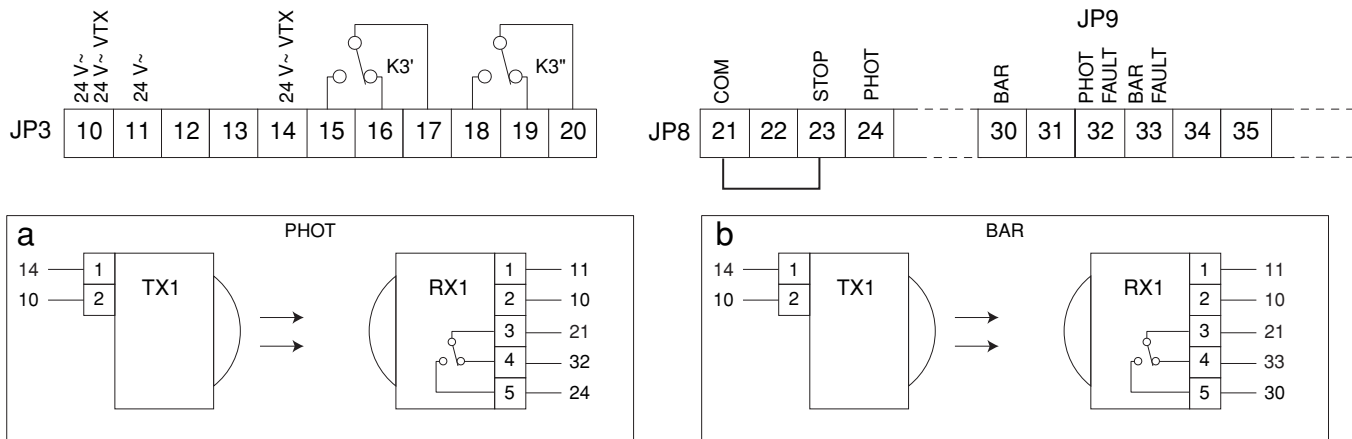 JP9
24 V~
24 V~ VTX
24 V~
24 V~ VTX
K3'
K3"
COM
STOP
PHOT
BAR
PHOT
FAULT
BAR
FAULT
JP3 10 11 12 13 14 15 16 17 18 19 20
JP8 21 22 23 24 30 31 32 33 34 35
a PHOT
14 1 TX1 RX1 1 11
10 2 2 10
3 21
4 32
5 24
b BAR
14 1 TX1 RX1 1 11
10 2 2 10
3 21
4 33
5 30